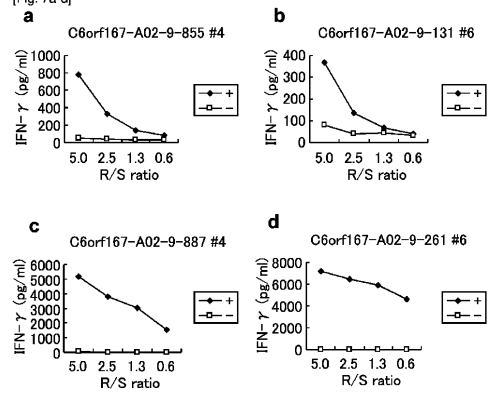 a
C6orf167-A02-9-855 #4
IFN-γ (pg/ml)
1000
800
600
400
200
0
5.0 2.5 1.3 0.6
R/S ratio
+
−
b
C6orf167-A02-9-131 #6
IFN-γ (pg/ml)
400
300
200
100
0
5.0 2.5 1.3 0.6
R/S ratio
+
−
c
C6orf167-A02-9-887 #4
IFN-γ (pg/ml)
6000
5000
4000
3000
2000
1000
0
5.0 2.5 1.3 0.6
R/S ratio
+
−
d
C6orf167-A02-9-261 #6
IFN-γ (pg/ml)
8000
6000
4000
2000
0
5.0 2.5 1.3 0.6
R/S ratio
+
−